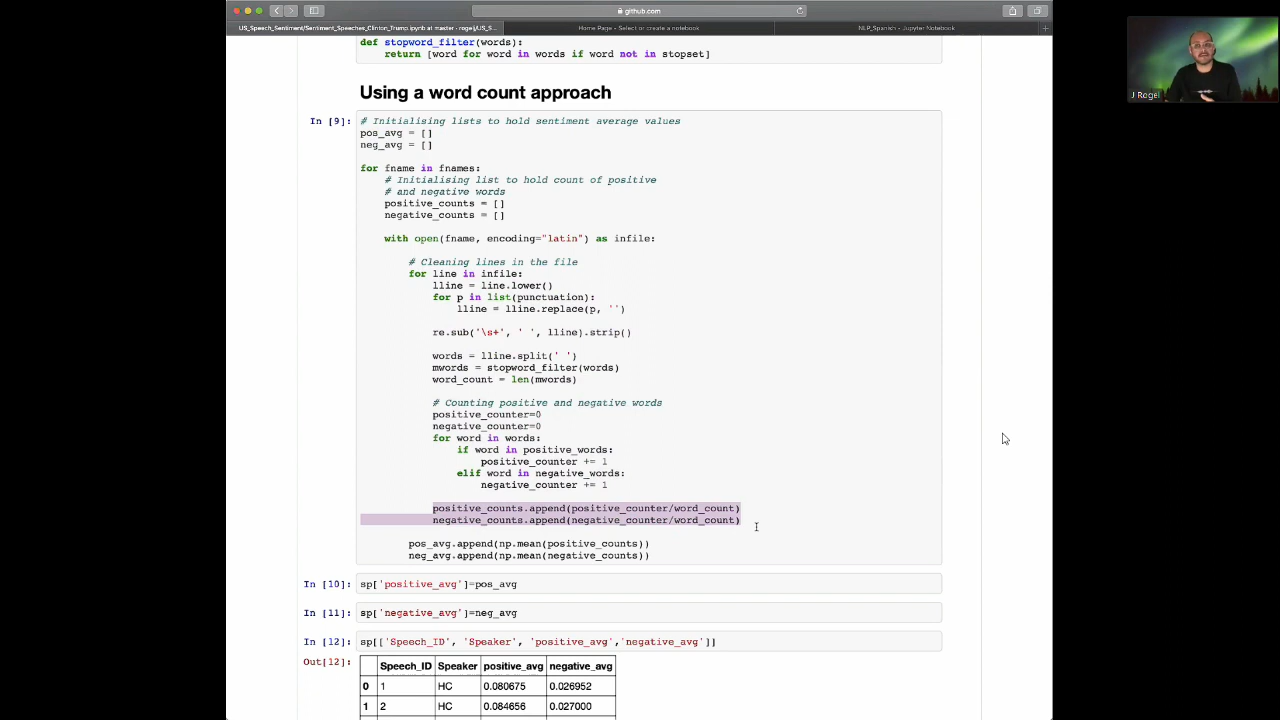 github.com
US_Speech_Sentiment/Sentiment_Speeches_Clinton_Trump.ipynb at master · rogelj/US_S...
Home Page - Select or create a notebook
NLP_Spanish - Jupyter Notebook
def stopword_filter(words):
    return [word for word in words if word not in stopset]
Using a word count approach
In [9]:
# Initialising lists to hold sentiment average values
pos_avg = []
neg_avg = []
for fname in fnames:
    # Initialising list to hold count of positive
    # and negative words
    positive_counts = []
    negative_counts = []
    with open(fname, encoding="latin") as infile:
        # Cleaning lines in the file
        for line in infile:
            lline = line.lower()
            for p in list(punctuation):
                lline = lline.replace(p, '')
            re.sub('\s+', ' ', lline).strip()
            words = lline.split(' ')
            mwords = stopword_filter(words)
            word_count = len(mwords)
            # Counting positive and negative words
            positive_counter=0
            negative_counter=0
            for word in words:
                if word in positive_words:
                    positive_counter += 1
                elif word in negative_words:
                    negative_counter += 1
            positive_counts.append(positive_counter/word_count)
            negative_counts.append(negative_counter/word_count)
        pos_avg.append(np.mean(positive_counts))
        neg_avg.append(np.mean(negative_counts))
In [10]: sp['positive_avg']=pos_avg
In [11]: sp['negative_avg']=neg_avg
In [12]: sp[['Speech_ID', 'Speaker', 'positive_avg','negative_avg']]
Out[12]:
Speech_ID Speaker positive_avg negative_avg
0 1 HC 0.080675 0.026952
1 2 HC 0.084656 0.027000
J Rogel